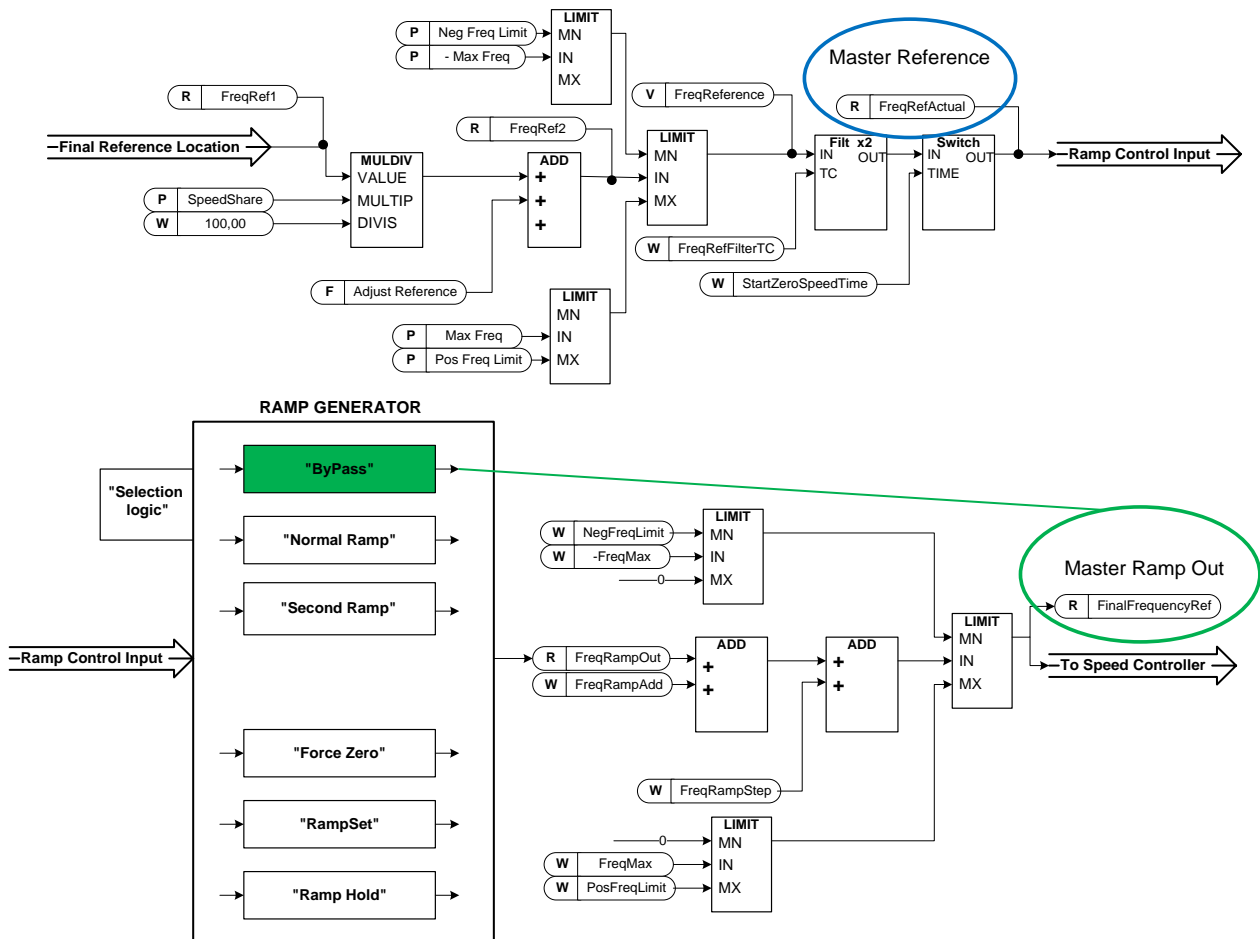 LIMIT
P Neg Freq Limit MN
P - Max Freq IN
MX
Master Reference
R FreqRef1
V FreqReference
R FreqRefActual
R FreqRef2
Final Reference Location
MULDIV
VALUE
P SpeedShare MULTIP
W 100,00 DIVIS
ADD
+
+
+
LIMIT
MN
IN
MX
Filt x2
IN OUT
TC
Switch
IN OUT
TIME
Ramp Control Input
W FreqRefFilterTC
W StartZeroSpeedTime
F Adjust Reference
LIMIT
MN
P Max Freq IN
P Pos Freq Limit MX
RAMP GENERATOR
"ByPass"
"Selection
logic"
"Normal Ramp"
"Second Ramp"
LIMIT
W NegFreqLimit MN
W -FreqMax IN
0 MX
Master Ramp Out
R FinalFrequencyRef
Ramp Control Input
R FreqRampOut
W FreqRampAdd
ADD
+
+
ADD
+
+
LIMIT
MN
IN
MX
To Speed Controller
"Force Zero"
W FreqRampStep
"RampSet"
LIMIT
0 MN
W FreqMax IN
W PosFreqLimit MX
"Ramp Hold"